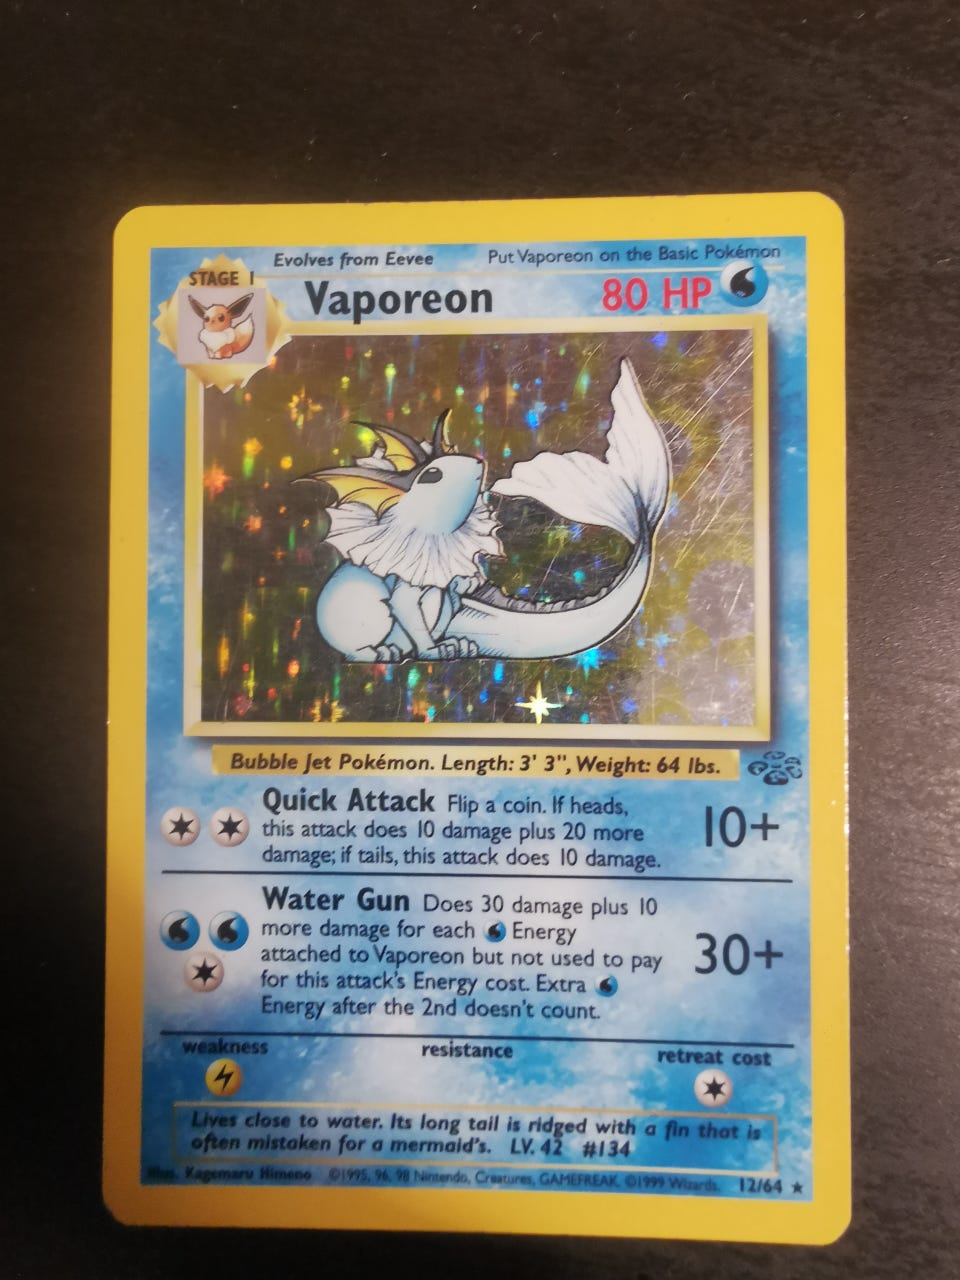 Evolves from Eevee Put Vaporeon on the Basic Pokémon
STAGE 1
Vaporeon 80 HP
Bubble Jet Pokémon. Length: 3' 3", Weight: 64 lbs.
Quick Attack Flip a coin. If heads,
this attack does 10 damage plus 20 more
damage; if tails, this attack does 10 damage.
10+
Water Gun Does 30 damage plus 10
more damage for each Energy
attached to Vaporeon but not used to pay
for this attack's Energy cost. Extra
Energy after the 2nd doesn't count.
30+
weakness resistance retreat cost
Lives close to water. Its long tail is ridged with a fin that is
often mistaken for a mermaid's. LV. 42 #134
Illus. Kagemaru Himeno ©1995, 96, 98 Nintendo, Creatures, GAMEFREAK. ©1999 Wizards. 12/64 ★